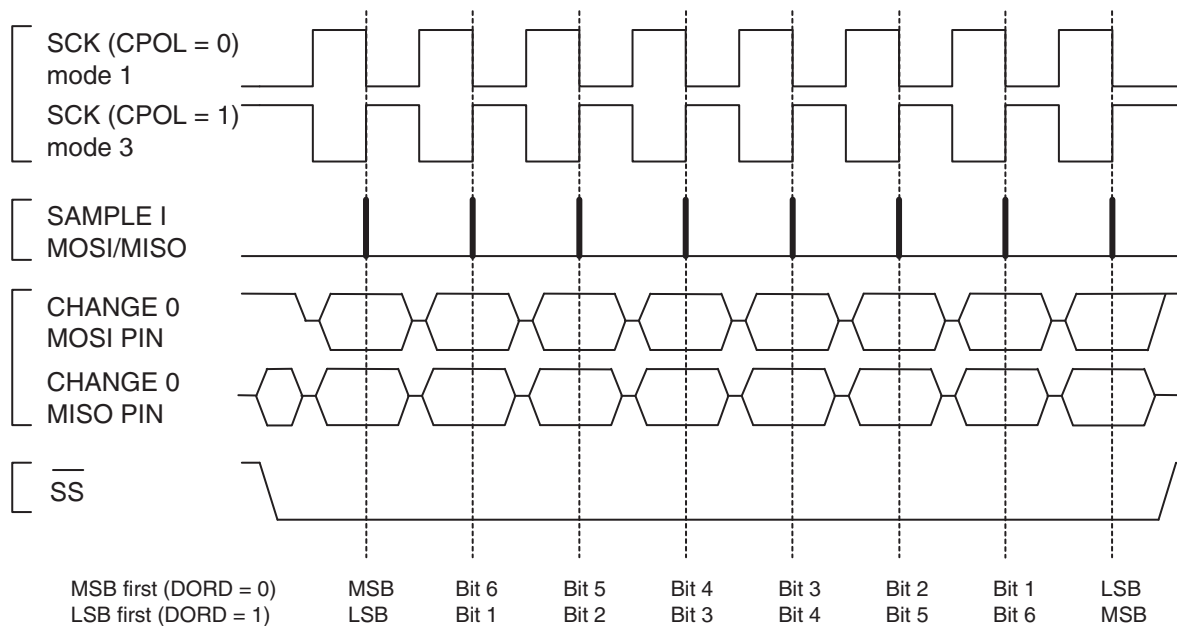 SCK (CPOL = 0)
mode 1
SCK (CPOL = 1)
mode 3
SAMPLE I
MOSI/MISO
CHANGE 0
MOSI PIN
CHANGE 0
MISO PIN
SS
MSB first (DORD = 0) MSB Bit 6 Bit 5 Bit 4 Bit 3 Bit 2 Bit 1 LSB
LSB first (DORD = 1) LSB Bit 1 Bit 2 Bit 3 Bit 4 Bit 5 Bit 6 MSB